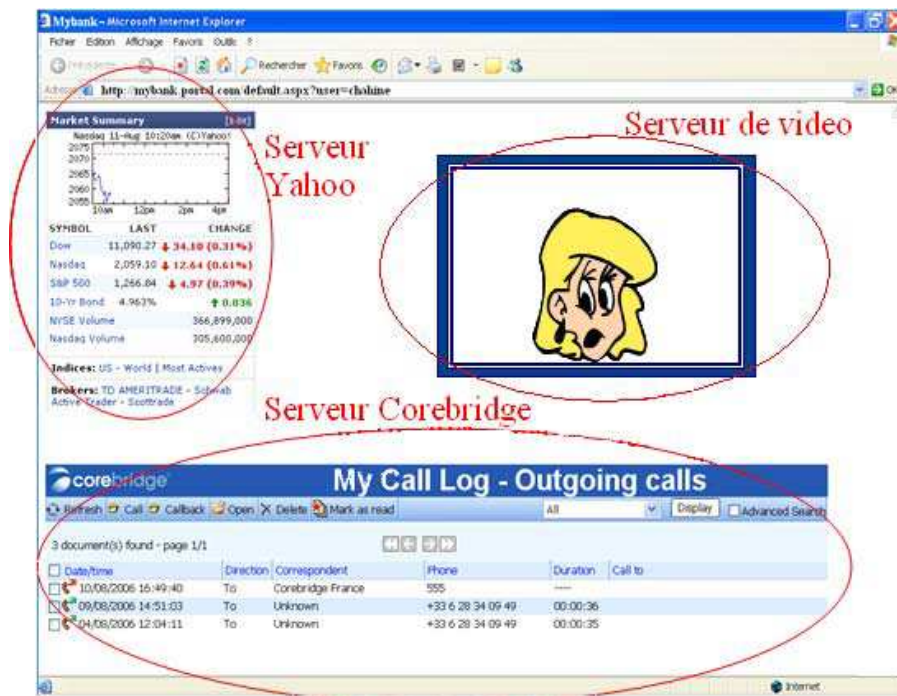 Mybank - Microsoft Internet Explorer
Fichier Edition Affichage Favoris Outils ?
Rechercher Favoris
http://mybank.portal.com/default.aspx?user=chahine OK
Market Summary [Edit]
Nasdaq 11-Aug 10:20am (C)Yahoo!
2075
2070
2065
2060
2055
10am 12pm 2pm 4pm
SYMBOL LAST CHANGE
Dow 11,090.27 34.10 (0.31%)
Nasdaq 2,059.10 12.64 (0.61%)
S&P 500 1,266.84 4.97 (0.39%)
10-Yr Bond 4.963% 0.036
NYSE Volume 366,899,000
Nasdaq Volume 305,600,000
Indices: US - World | Most Actives
Brokers: TD AMERITRADE - Schwab
Active Trader - Scottrade
Serveur
Yahoo
Serveur de video
Serveur Corebridge
corebridge My Call Log - Outgoing calls
Refresh Call Callback Open Delete Mark as read All Display Advanced Search
3 document(s) found - page 1/1
Date/time Direction Correspondent Phone Duration Call to
10/08/2006 16:49:40 To Corebridge France 555 ----
09/08/2006 14:51:03 To Unknown +33 6 28 34 09 49 00:00:36
04/08/2006 12:04:11 To Unknown +33 6 28 34 09 49 00:00:35
Internet